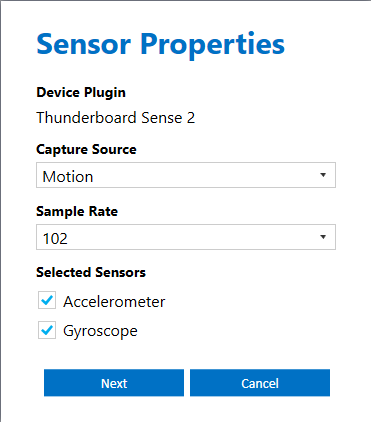 Sensor Properties
Device Plugin
Thunderboard Sense 2
Capture Source
Motion
Sample Rate
102
Selected Sensors
Accelerometer
Gyroscope
Next Cancel